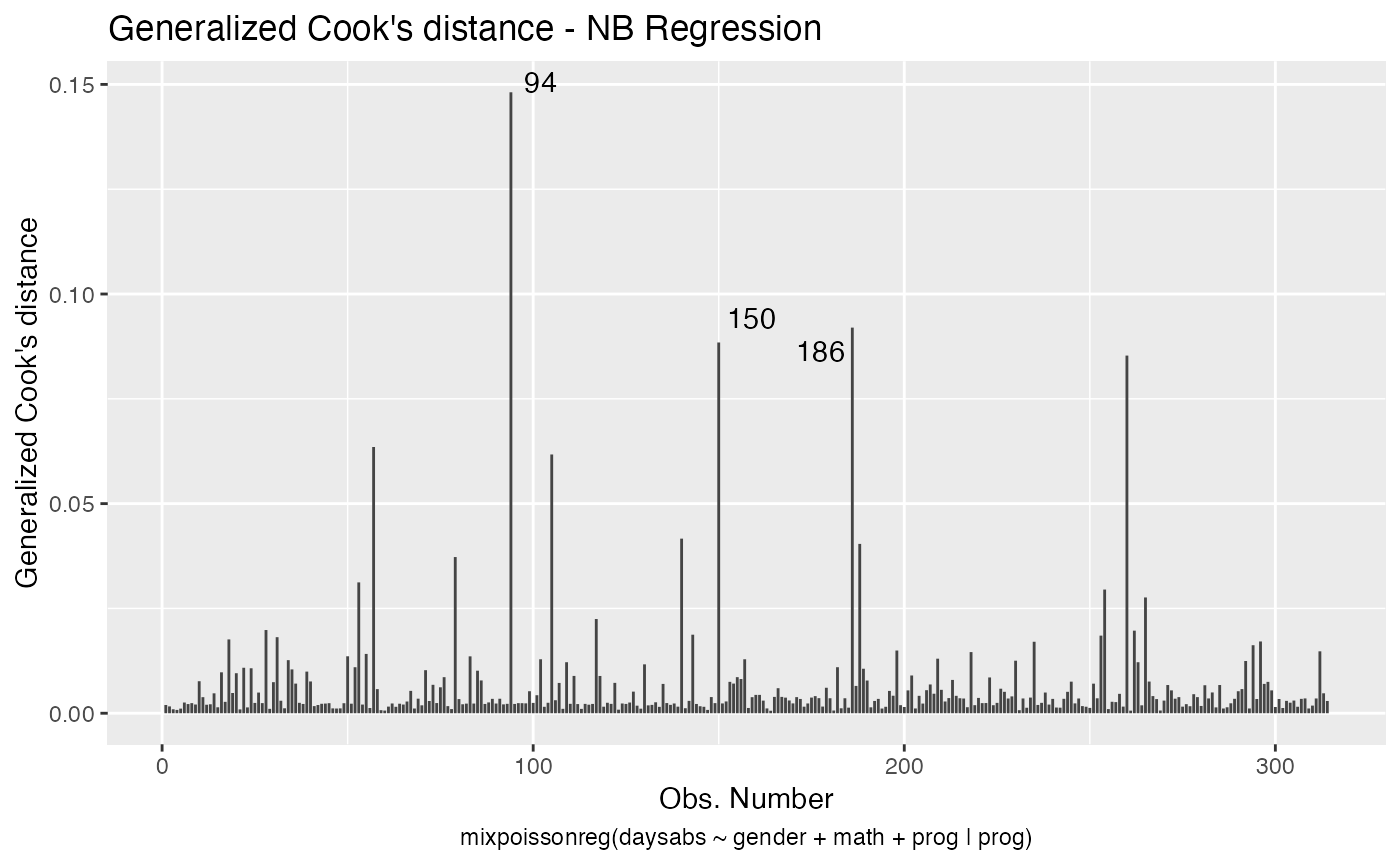 Generalized Cook's distance - NB Regression
Generalized Cook's distance
0.15
0.10
0.05
0.00
94
150
186
0
100
200
300
Obs. Number
mixpoissonreg(daysabs ~ gender + math + prog | prog)